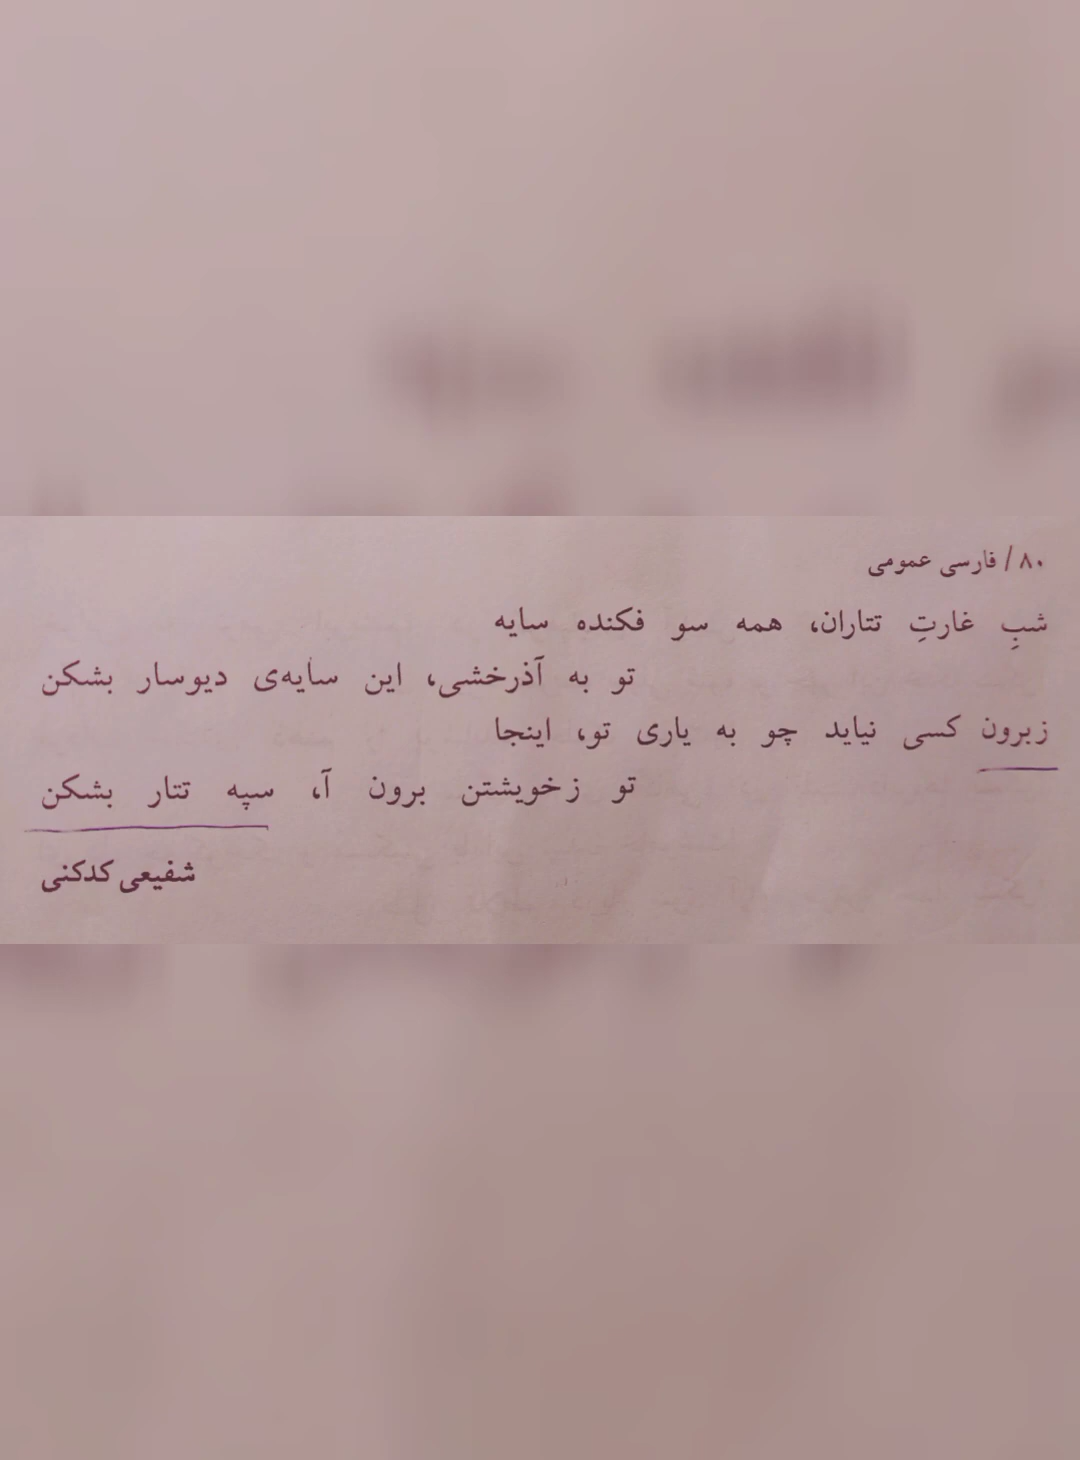 ۸۰ / فارسی عمومی
شبِ غارتِ تتاران، همه سو فکنده سایه
تو به آذرخشی، این سایه‌ی دیوسار بشکن
زبرون کسی نیاید چو به یاری تو، اینجا
تو زخویشتن برون آ، سپه تتار بشکن
شفیعی کدکنی